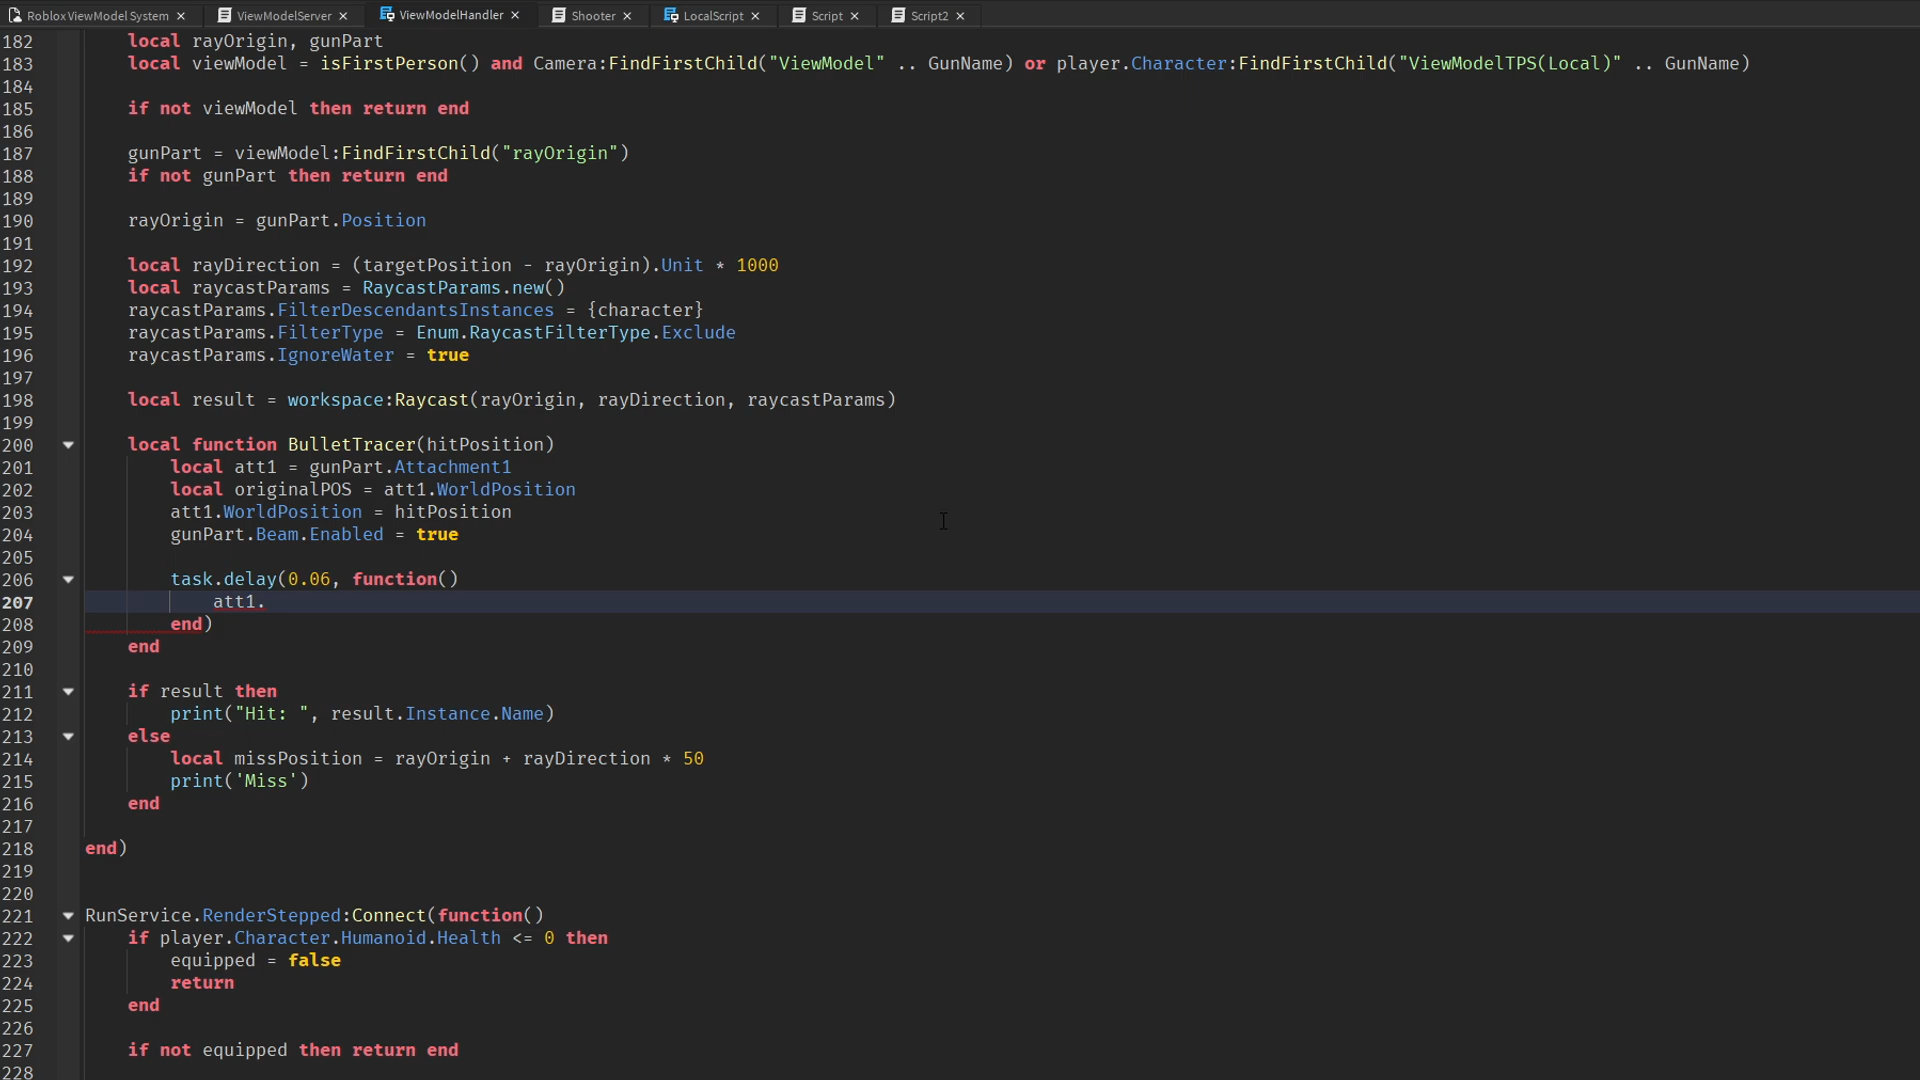 Roblox ViewModel System × ViewModelServer × ViewModelHandler × Shooter × LocalScript × Script × Script2 ×
182 local rayOrigin, gunPart
183 local viewModel = isFirstPerson() and Camera:FindFirstChild("ViewModel" .. GunName) or player.Character:FindFirstChild("ViewModelTPS(Local)" .. GunName)
184
185 if not viewModel then return end
186
187 gunPart = viewModel:FindFirstChild("rayOrigin")
188 if not gunPart then return end
189
190 rayOrigin = gunPart.Position
191
192 local rayDirection = (targetPosition - rayOrigin).Unit * 1000
193 local raycastParams = RaycastParams.new()
194 raycastParams.FilterDescendantsInstances = {character}
195 raycastParams.FilterType = Enum.RaycastFilterType.Exclude
196 raycastParams.IgnoreWater = true
197
198 local result = workspace:Raycast(rayOrigin, rayDirection, raycastParams)
199
200 local function BulletTracer(hitPosition)
201 local att1 = gunPart.Attachment1
202 local originalPOS = att1.WorldPosition
203 att1.WorldPosition = hitPosition
204 gunPart.Beam.Enabled = true
205
206 task.delay(0.06, function()
207 att1.
208 end)
209 end
210
211 if result then
212 print("Hit: ", result.Instance.Name)
213 else
214 local missPosition = rayOrigin + rayDirection * 50
215 print('Miss')
216 end
217
218 end)
219
220
221 RunService.RenderStepped:Connect(function()
222 if player.Character.Humanoid.Health <= 0 then
223 equipped = false
224 return
225 end
226
227 if not equipped then return end
228